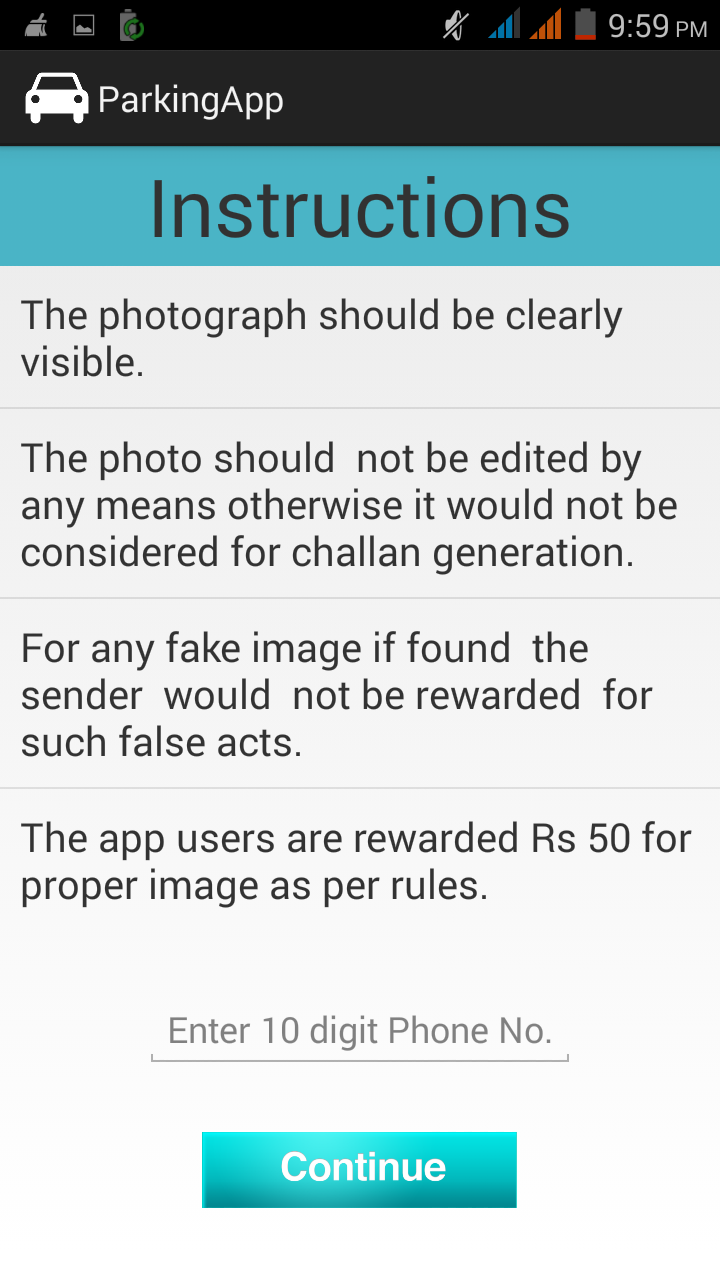 9:59 PM
ParkingApp
Instructions
The photograph should be clearly
visible.
The photo should  not be edited by
any means otherwise it would not be
considered for challan generation.
For any fake image if found  the
sender  would  not be rewarded  for
such false acts.
The app users are rewarded Rs 50 for
proper image as per rules.
Enter 10 digit Phone No.
Continue